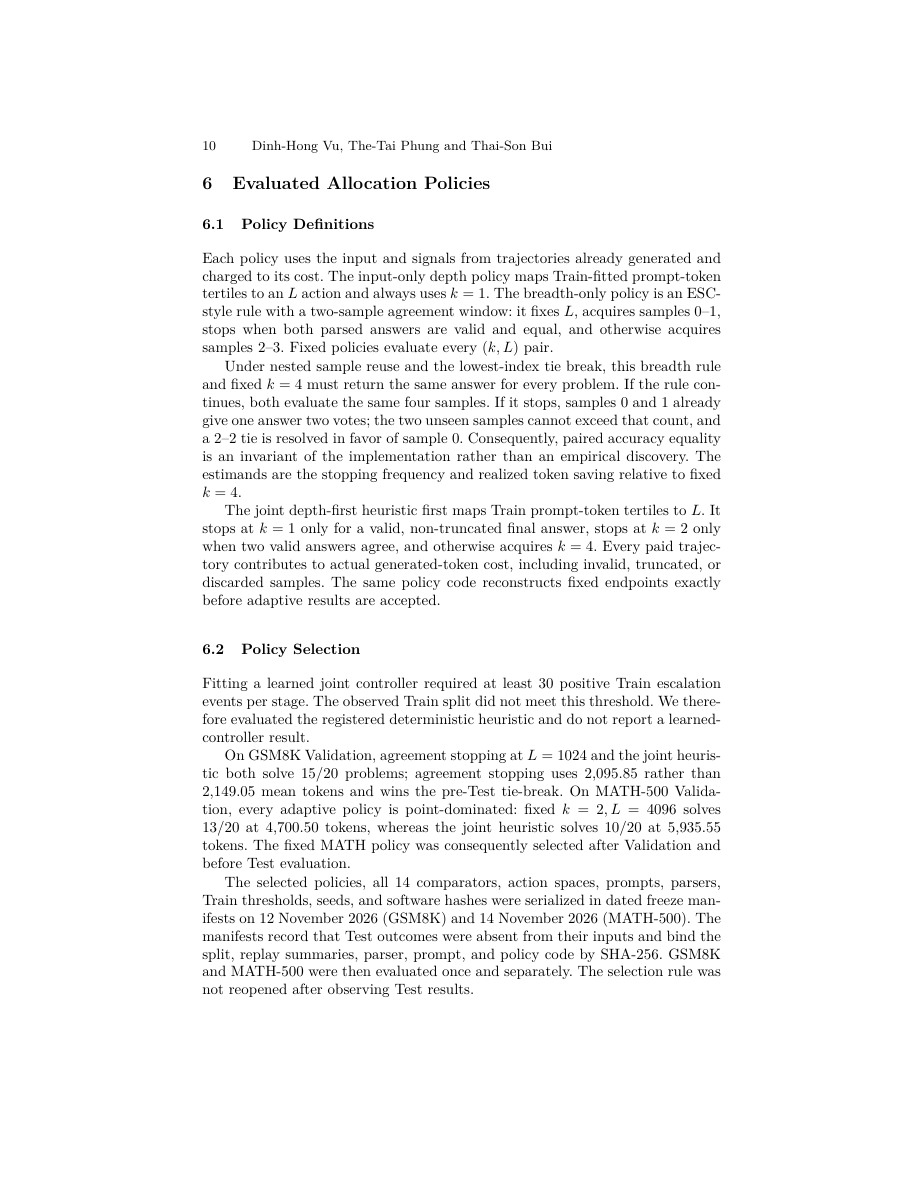 10 Dinh-Hong Vu, The-Tai Phung and Thai-Son Bui
6 Evaluated Allocation Policies
6.1 Policy Definitions
Each policy uses the input and signals from trajectories already generated and
charged to its cost. The input-only depth policy maps Train-fitted prompt-token
tertiles to an L action and always uses k = 1. The breadth-only policy is an ESC-
style rule with a two-sample agreement window: it fixes L, acquires samples 0–1,
stops when both parsed answers are valid and equal, and otherwise acquires
samples 2–3. Fixed policies evaluate every (k, L) pair.
Under nested sample reuse and the lowest-index tie break, this breadth rule
and fixed k = 4 must return the same answer for every problem. If the rule con-
tinues, both evaluate the same four samples. If it stops, samples 0 and 1 already
give one answer two votes; the two unseen samples cannot exceed that count, and
a 2–2 tie is resolved in favor of sample 0. Consequently, paired accuracy equality
is an invariant of the implementation rather than an empirical discovery. The
estimands are the stopping frequency and realized token saving relative to fixed
k = 4.
The joint depth-first heuristic first maps Train prompt-token tertiles to L. It
stops at k = 1 only for a valid, non-truncated final answer, stops at k = 2 only
when two valid answers agree, and otherwise acquires k = 4. Every paid trajec-
tory contributes to actual generated-token cost, including invalid, truncated, or
discarded samples. The same policy code reconstructs fixed endpoints exactly
before adaptive results are accepted.
6.2 Policy Selection
Fitting a learned joint controller required at least 30 positive Train escalation
events per stage. The observed Train split did not meet this threshold. We there-
fore evaluated the registered deterministic heuristic and do not report a learned-
controller result.
On GSM8K Validation, agreement stopping at L = 1024 and the joint heuris-
tic both solve 15/20 problems; agreement stopping uses 2,095.85 rather than
2,149.05 mean tokens and wins the pre-Test tie-break. On MATH-500 Valida-
tion, every adaptive policy is point-dominated: fixed k = 2, L = 4096 solves
13/20 at 4,700.50 tokens, whereas the joint heuristic solves 10/20 at 5,935.55
tokens. The fixed MATH policy was consequently selected after Validation and
before Test evaluation.
The selected policies, all 14 comparators, action spaces, prompts, parsers,
Train thresholds, seeds, and software hashes were serialized in dated freeze man-
ifests on 12 November 2026 (GSM8K) and 14 November 2026 (MATH-500). The
manifests record that Test outcomes were absent from their inputs and bind the
split, replay summaries, parser, prompt, and policy code by SHA-256. GSM8K
and MATH-500 were then evaluated once and separately. The selection rule was
not reopened after observing Test results.